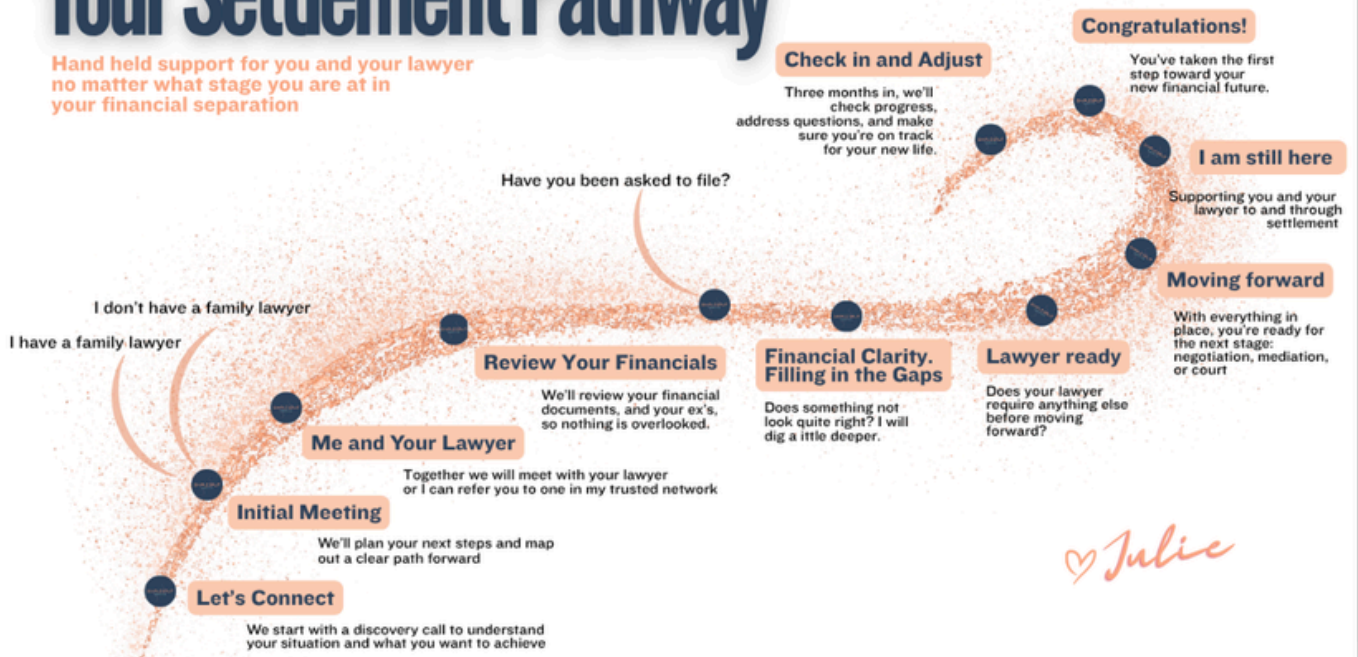 Your Settlement Pathway
Hand held support for you and your lawyer
no matter what stage you are at in
your financial separation
Congratulations!
You've taken the first
step toward your
new financial future.
Check in and Adjust
Three months in, we'll
check progress,
address questions, and make
sure you're on track
for your new life.
I am still here
Supporting you and your
lawyer to and through
settlement
Have you been asked to file?
Moving forward
With everything in
place, you're ready for
the next stage:
negotiation, mediation,
or court
I don't have a family lawyer
I have a family lawyer
Review Your Financials
We'll review your financial
documents, and your ex's,
so nothing is overlooked.
Financial Clarity.
Filling in the Gaps
Does something not
look quite right? I will
dig a ittle deeper.
Lawyer ready
Does your lawyer
require anything else
before moving
forward?
Me and Your Lawyer
Together we will meet with your lawyer
or I can refer you to one in my trusted network
Initial Meeting
We'll plan your next steps and map
out a clear path forward
Let's Connect
We start with a discovery call to understand
your situation and what you want to achieve
Julie